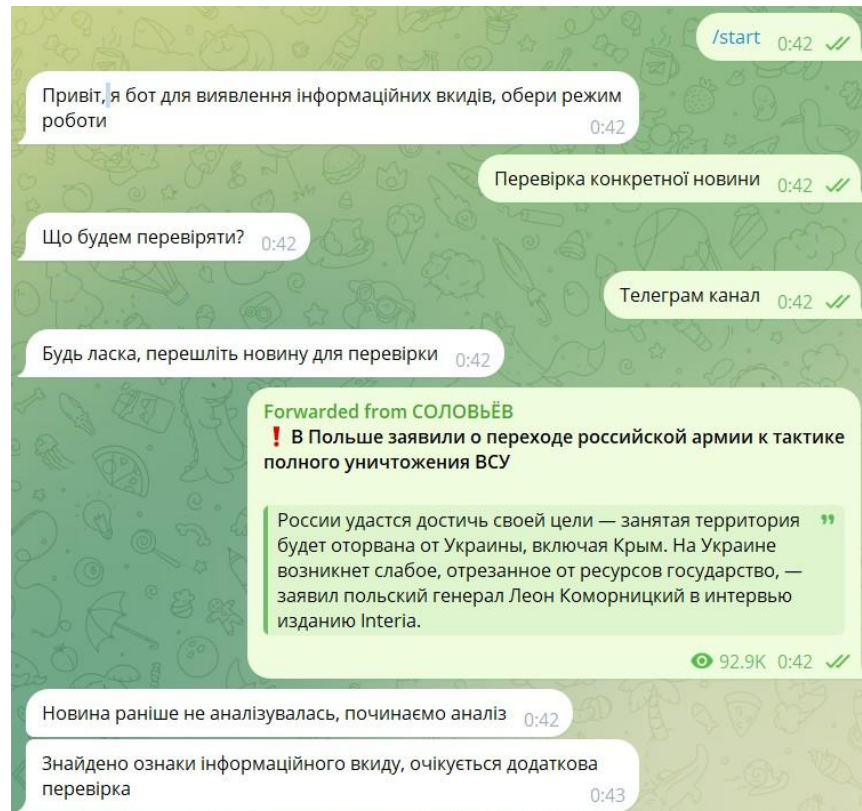 /start 0:42
Привіт, я бот для виявлення інформаційних вкидів, обери режим
роботи
0:42
Перевірка конкретної новини 0:42
Що будем перевіряти? 0:42
Телеграм канал 0:42
Будь ласка, перешліть новину для перевірки 0:42
Forwarded from СОЛОВЬЁВ
❗ В Польше заявили о переходе российской армии к тактике
полного уничтожения ВСУ
России удастся достичь своей цели — занятая территория
будет оторвана от Украины, включая Крым. На Украине
возникнет слабое, отрезанное от ресурсов государство, —
заявил польский генерал Леон Коморницкий в интервью
изданию Interia.
92.9K 0:42
Новина раніше не аналізувалась, починаємо аналіз 0:42
Знайдено ознаки інформаційного вкиду, очікується додаткова
перевірка
0:43